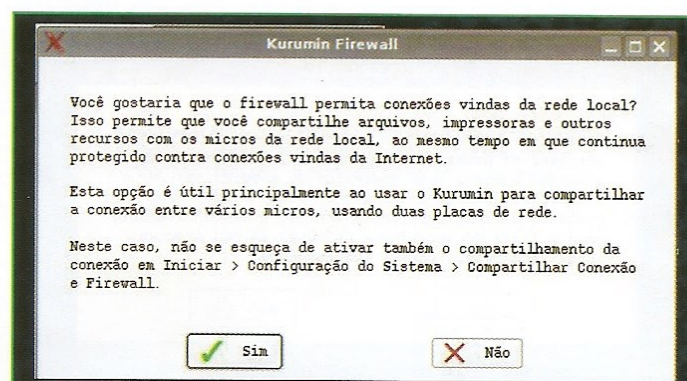 Kurumin Firewall
Você gostaria que o firewall permita conexões vindas da rede local?
Isso permite que você compartilhe arquivos, impressoras e outros
recursos com os micros da rede local, ao mesmo tempo em que continua
protegido contra conexões vindas da Internet.
Esta opção é útil principalmente ao usar o Kurumin para compartilhar
a conexão entre vários micros, usando duas placas de rede.
Neste caso, não se esqueça de ativar também o compartilhamento da
conexão em Iniciar > Configuração do Sistema > Compartilhar Conexão
e Firewall.
Sim
Não